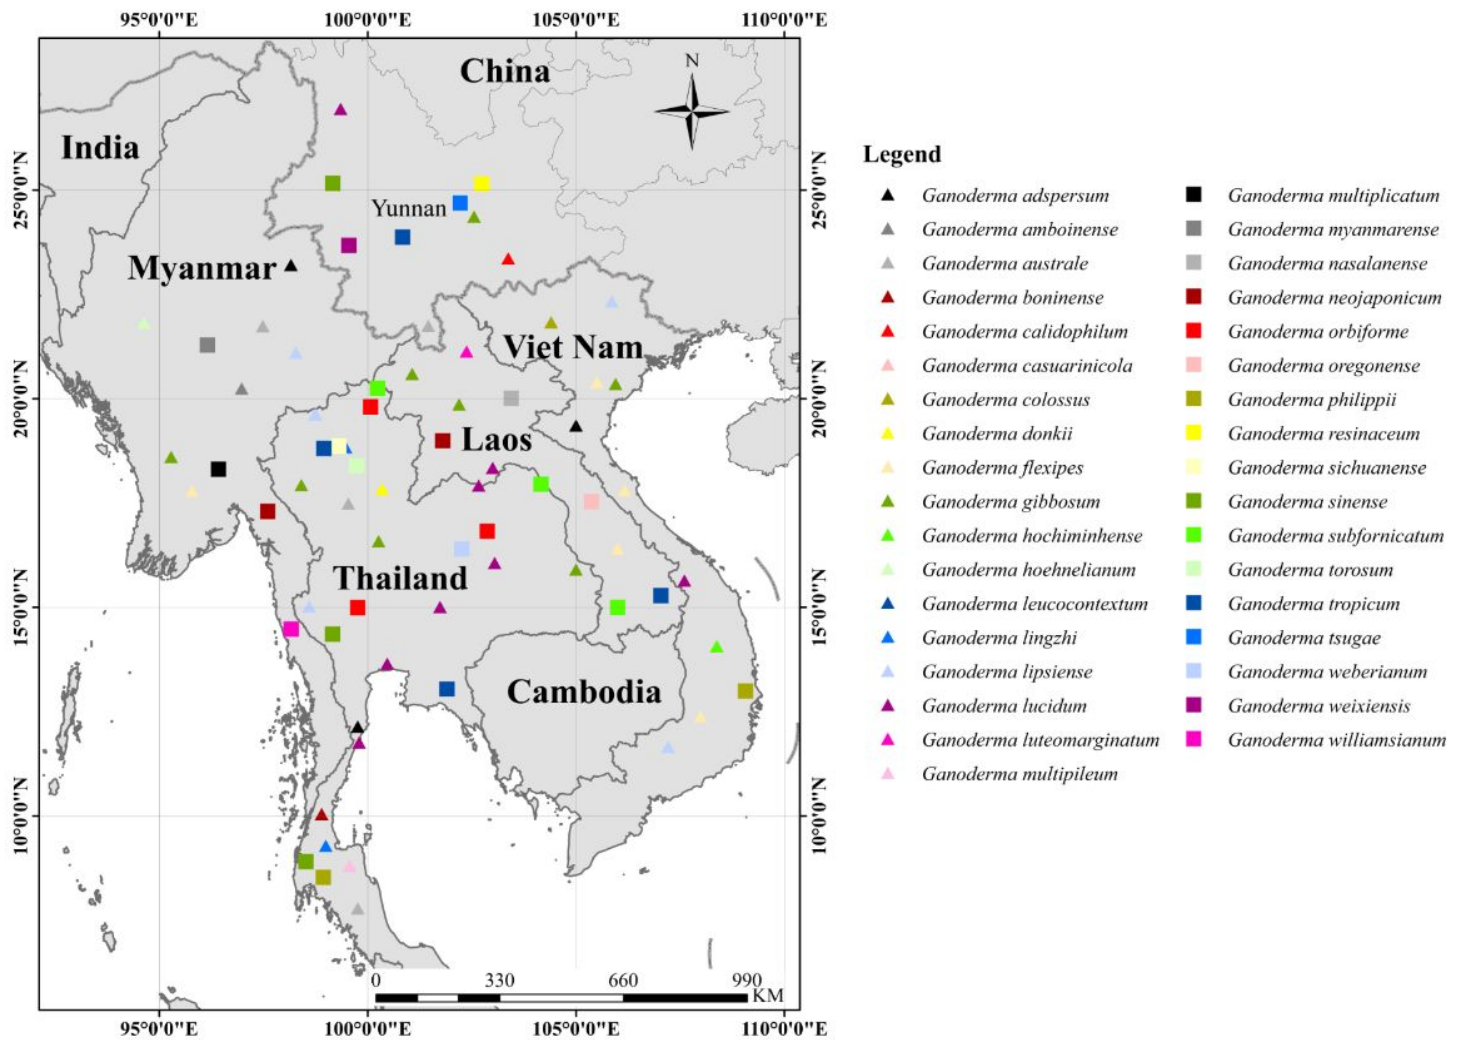 95°0'0"E 100°0'0"E 105°0'0"E 110°0'0"E
China
N
India
Legend
25°0'0"N
25°0'0"N
Yunnan
Myanmar
Viet Nam
20°0'0"N
20°0'0"N
Laos
Thailand
15°0'0"N
15°0'0"N
Cambodia
10°0'0"N
10°0'0"N
0 330 660 990
KM
95°0'0"E 100°0'0"E 105°0'0"E 110°0'0"E
Ganoderma adspersum
Ganoderma amboinense
Ganoderma australe
Ganoderma boninense
Ganoderma calidophilum
Ganoderma casuarinicola
Ganoderma colossus
Ganoderma donkii
Ganoderma flexipes
Ganoderma gibbosum
Ganoderma hochiminhense
Ganoderma hoehnelianum
Ganoderma leucocontextum
Ganoderma lingzhi
Ganoderma lipsiense
Ganoderma lucidum
Ganoderma luteomarginatum
Ganoderma multipileum
Ganoderma multiplicatum
Ganoderma myanmarense
Ganoderma nasalanense
Ganoderma neojaponicum
Ganoderma orbiforme
Ganoderma oregonense
Ganoderma philippii
Ganoderma resinaceum
Ganoderma sichuanense
Ganoderma sinense
Ganoderma subfornicatum
Ganoderma torosum
Ganoderma tropicum
Ganoderma tsugae
Ganoderma weberianum
Ganoderma weixiensis
Ganoderma williamsianum